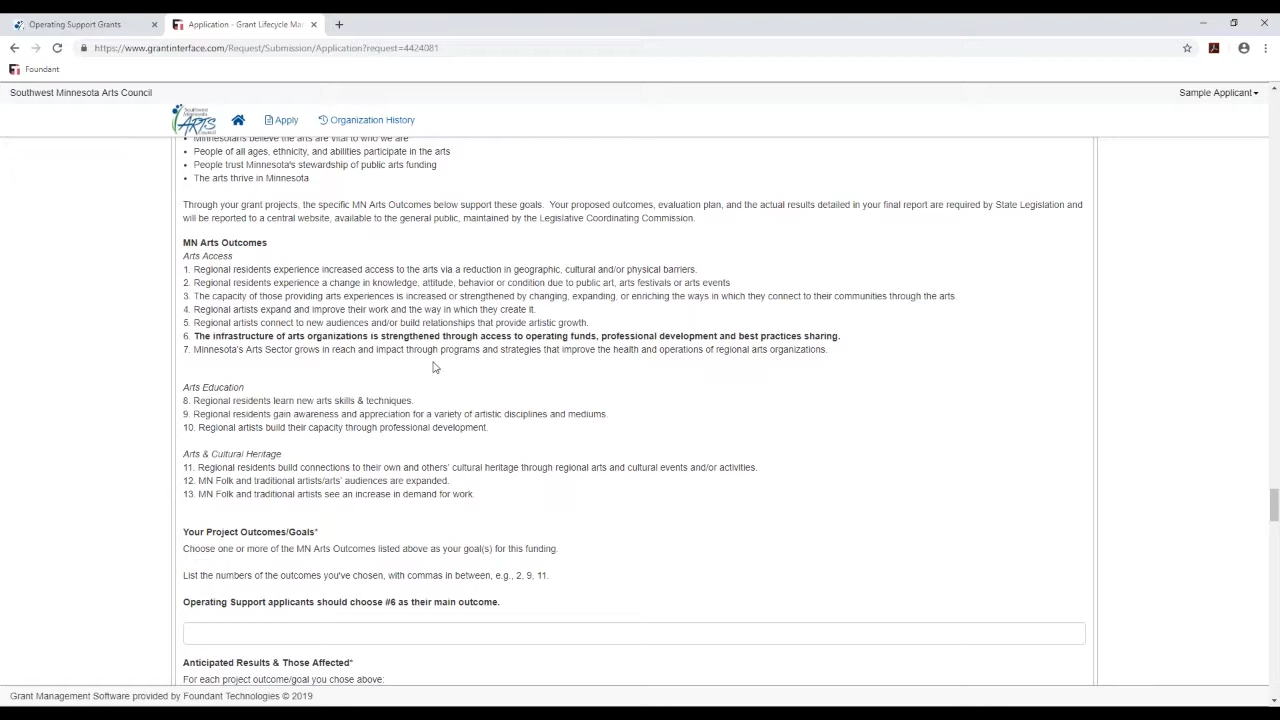 Operating Support Grants
Application - Grant Lifecycle Ma
https://www.grantinterface.com/Request/Submission/Application?request=4424081
Foundant
Southwest Minnesota Arts Council
Sample Applicant
Southwest Minnesota ARTS Council
Apply
Organization History
• Minnesotans believe the arts are vital to who we are
• People of all ages, ethnicity, and abilities participate in the arts
• People trust Minnesota's stewardship of public arts funding
• The arts thrive in Minnesota
Through your grant projects, the specific MN Arts Outcomes below support these goals. Your proposed outcomes, evaluation plan, and the actual results detailed in your final report are required by State Legislation and
will be reported to a central website, available to the general public, maintained by the Legislative Coordinating Commission.
MN Arts Outcomes
Arts Access
1. Regional residents experience increased access to the arts via a reduction in geographic, cultural and/or physical barriers.
2. Regional residents experience a change in knowledge, attitude, behavior or condition due to public art, arts festivals or arts events
3. The capacity of those providing arts experiences is increased or strengthened by changing, expanding, or enriching the ways in which they connect to their communities through the arts.
4. Regional artists expand and improve their work and the way in which they create it.
5. Regional artists connect to new audiences and/or build relationships that provide artistic growth.
6. The infrastructure of arts organizations is strengthened through access to operating funds, professional development and best practices sharing.
7. Minnesota's Arts Sector grows in reach and impact through programs and strategies that improve the health and operations of regional arts organizations.
Arts Education
8. Regional residents learn new arts skills & techniques.
9. Regional residents gain awareness and appreciation for a variety of artistic disciplines and mediums.
10. Regional artists build their capacity through professional development.
Arts & Cultural Heritage
11. Regional residents build connections to their own and others' cultural heritage through regional arts and cultural events and/or activities.
12. MN Folk and traditional artists/arts' audiences are expanded.
13. MN Folk and traditional artists see an increase in demand for work.
Your Project Outcomes/Goals*
Choose one or more of the MN Arts Outcomes listed above as your goal(s) for this funding.
List the numbers of the outcomes you've chosen, with commas in between, e.g., 2, 9, 11.
Operating Support applicants should choose #6 as their main outcome.
Anticipated Results & Those Affected*
For each project outcome/goal you chose above:
Grant Management Software provided by Foundant Technologies © 2019